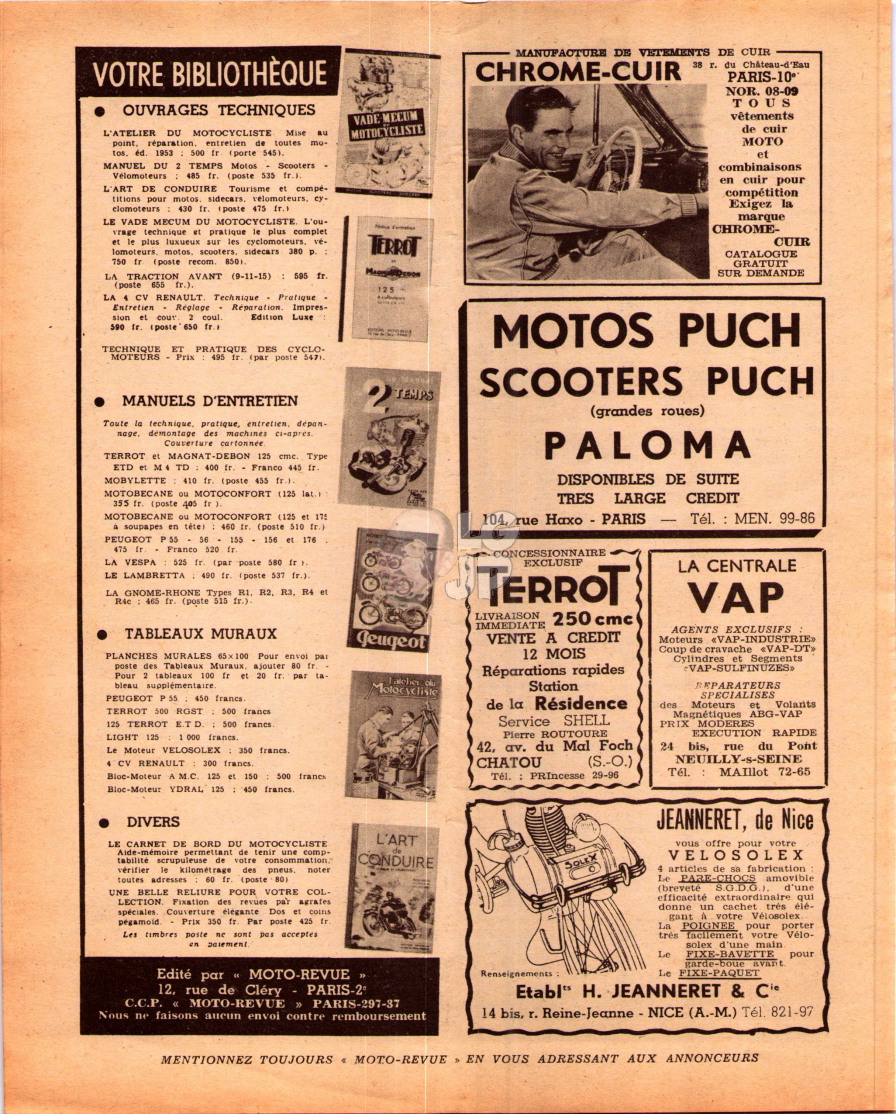 VOTRE BIBLIOTHÈQUE
● OUVRAGES TECHNIQUES
L'ATELIER DU MOTOCYCLISTE Mise au
point, réparation, entretien de toutes mo-
tos, éd. 1953 : 500 fr (porte 545).
MANUEL DU 2 TEMPS Motos - Scooters -
Vélomoteurs : 485 fr. (poste 535 fr.).
L'ART DE CONDUIRE Tourisme et compé-
titions pour motos, sidecars, vélomoteurs, cy-
clomoteurs : 430 fr. (poste 475 fr.)
LE VADE MECUM DU MOTOCYCLISTE. L'ou-
vrage technique et pratique le plus complet
et le plus luxueux sur les cyclomoteurs, vé-
lomoteurs, motos, scooters, sidecars 380 p. :
750 fr (poste recom. 850).
LA TRACTION AVANT (9-11-15) : 595 fr.
(poste 655 fr.).
LA 4 CV RENAULT. Technique - Pratique -
Entretien - Réglage - Réparation. Impres-
sion et couv. 2 coul. Edition Luxe :
590 fr. (poste 650 fr.)
TECHNIQUE ET PRATIQUE DES CYCLO-
MOTEURS - Prix : 495 fr. (par poste 547).
● MANUELS D'ENTRETIEN
Toute la technique, pratique, entretien, dépan-
nage, démontage des machines ci-après.
Couverture cartonnée.
TERROT et MAGNAT-DEBON 125 cmc. Type
ETD et M 4 TD : 400 fr. - Franco 445 fr.
MOBYLETTE : 410 fr. (poste 455 fr.).
MOTOBECANE ou MOTOCONFORT (125 lat.) :
355 fr. (poste 405 fr.).
MOTOBECANE ou MOTOCONFORT (125 et 175
à soupapes en tête) : 460 fr. (poste 510 fr.)
PEUGEOT P 55 - 56 - 155 - 156 et 176 :
475 fr. - Franco 520 fr.
LA VESPA : 525 fr. (par poste 580 fr ).
LE LAMBRETTA : 490 fr. (poste 537 fr.).
LA GNOME-RHONE Types R1, R2, R3, R4 et
R4c : 465 fr. (poste 515 fr.).
● TABLEAUX MURAUX
PLANCHES MURALES 65×100 Pour envoi par
poste des Tableaux Muraux, ajouter 80 fr. -
Pour 2 tableaux 100 fr et 20 fr. par ta-
bleau supplémentaire.
PEUGEOT P 55 : 450 francs.
TERROT 500 RGST : 500 francs
125 TERROT E.T.D. : 500 francs.
LIGHT 125 : 1 000 francs.
Le Moteur VELOSOLEX : 350 francs.
4 CV RENAULT : 300 francs.
Bloc-Moteur A.M.C. 125 et 150 : 500 francs
Bloc-Moteur YDRAL 125 : 450 francs.
● DIVERS
LE CARNET DE BORD DU MOTOCYCLISTE
Aide-mémoire permettant de tenir une comp-
tabilité scrupuleuse de votre consommation,
vérifier le kilométrage des pneus, noter
toutes adresses : 60 fr. (poste 80)
UNE BELLE RELIURE POUR VOTRE COL-
LECTION. Fixation des revues par agrafes
spéciales. Couverture élégante Dos et coins
pégamoïd. - Prix 350 fr. Par poste 425 fr.
Les timbres poste ne sont pas acceptés
en paiement.
Edité par « MOTO-REVUE »
12, rue de Cléry - PARIS-2e
C.C.P. « MOTO-REVUE » PARIS-297-37
Nous ne faisons aucun envoi contre remboursement
VADE-MECUM
du
MOTOCYCLISTE
Notice d'entretien
TERROT
et
MAGNAT-DEBON
125
2 TEMPS
MOTOS
Peugeot
l'atelier du
Motocycliste
L'ART
de
CONDUIRE
MANUFACTURE DE VETEMENTS DE CUIR
CHROME-CUIR
38 r. du Château-d'Eau
PARIS-10e
NOR. 08-09
TOUS
vêtements
de cuir
MOTO
et
combinaisons
en cuir pour
compétition
Exigez la
marque
CHROME-
CUIR
CATALOGUE
GRATUIT
SUR DEMANDE
MOTOS PUCH
SCOOTERS PUCH
(grandes roues)
PALOMA
DISPONIBLES DE SUITE
TRES LARGE CREDIT
104, rue Haxo - PARIS — Tél. : MEN. 99-86
LC
JP
CONCESSIONNAIRE
EXCLUSIF
TERROT
LIVRAISON
IMMEDIATE 250 cmc
VENTE A CREDIT
12 MOIS
Réparations rapides
Station
de la Résidence
Service SHELL
Pierre ROUTOURE
42, av. du Mal Foch
CHATOU (S.-O.)
Tél. : PRIncesse 29-96
LA CENTRALE
VAP
AGENTS EXCLUSIFS :
Moteurs «VAP-INDUSTRIE»
Coup de cravache «VAP-DT»
Cylindres et Segments
«VAP-SULFINUZES»
REPARATEURS
SPECIALISES
des Moteurs et Volants
Magnétiques ABG-VAP
PRIX MODERES
EXECUTION RAPIDE
24 bis, rue du Pont
NEUILLY-s-SEINE
Tél. : MAIllot 72-65
SOLEX
JEANNERET, de Nice
vous offre pour votre
VELOSOLEX
4 articles de sa fabrication :
Le PARE-CHOCS amovible
(breveté S.G.D.G.), d'une
efficacité extraordinaire qui
donne un cachet très élé-
gant à votre Vélosolex.
La POIGNEE pour porter
très facilement votre Vélo-
solex d'une main
Le FIXE-BAVETTE pour
garde-boue avant.
Le FIXE-PAQUET
Renseignements :
Etablts H. JEANNERET & Cie
14 bis, r. Reine-Jeanne - NICE (A.-M.) Tél. 821-97
MENTIONNEZ TOUJOURS « MOTO-REVUE » EN VOUS ADRESSANT AUX ANNONCEURS